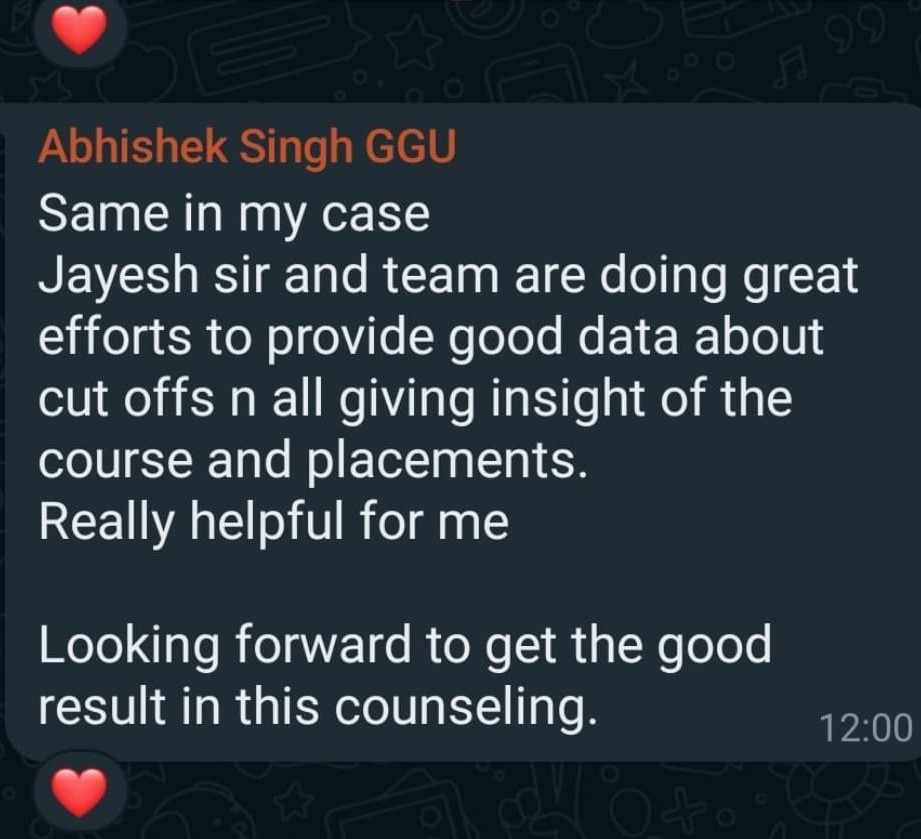 Abhishek Singh GGU
Same in my case
Jayesh sir and team are doing great
efforts to provide good data about
cut offs n all giving insight of the
course and placements.
Really helpful for me
Looking forward to get the good
result in this counseling.
12:00